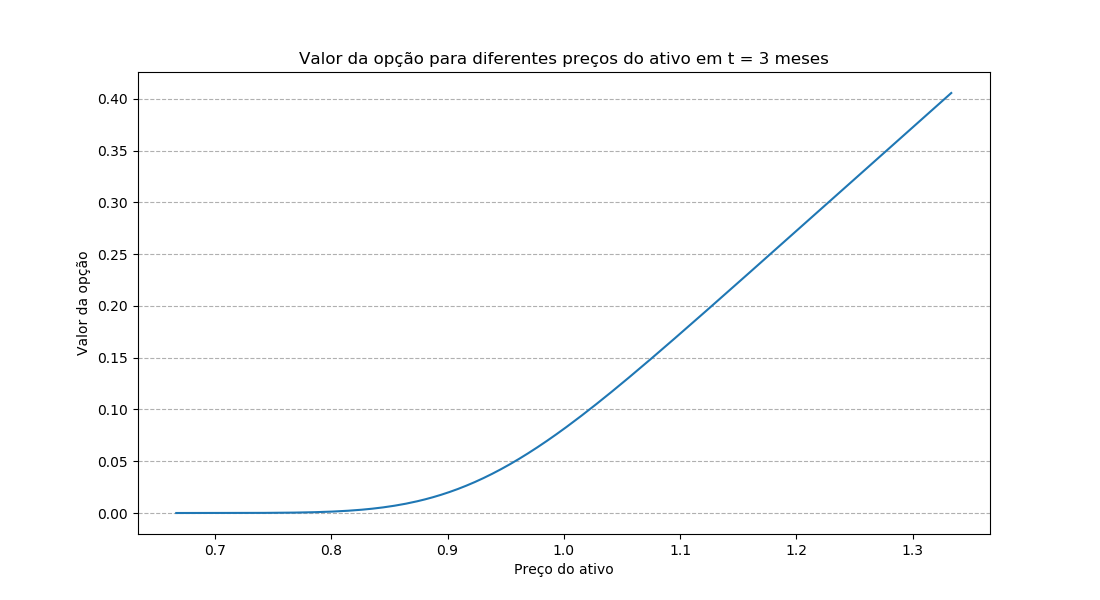 Valor da opção para diferentes preços do ativo em t = 3 meses
Valor da opção
0.40
0.35
0.30
0.25
0.20
0.15
0.10
0.05
0.00
0.7 0.8 0.9 1.0 1.1 1.2 1.3
Preço do ativo